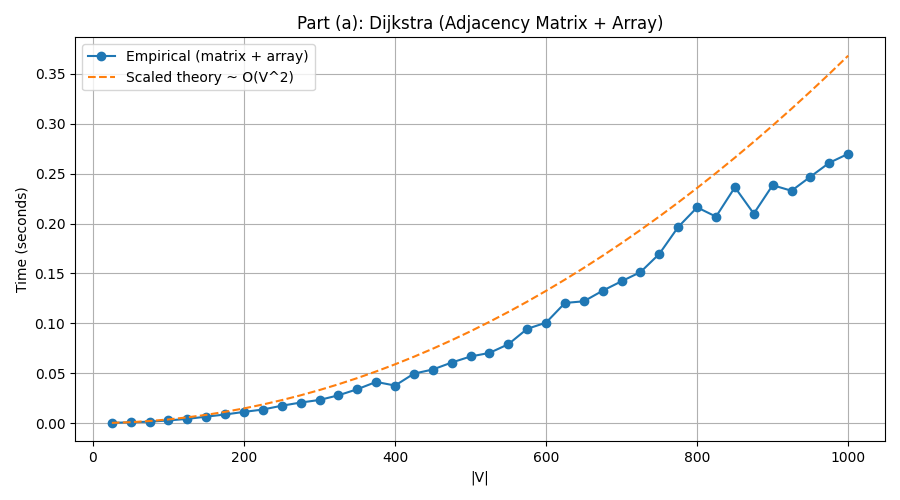 Part (a): Dijkstra (Adjacency Matrix + Array)
Empirical (matrix + array)
Scaled theory ~ O(V^2)
Time (seconds)
0.35
0.30
0.25
0.20
0.15
0.10
0.05
0.00
0 200 400 600 800 1000
|V|